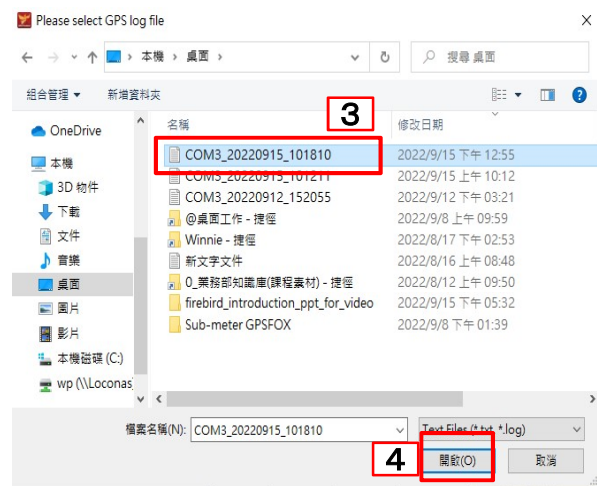 Please select GPS log file
本機 › 桌面 ›
搜尋 桌面
組合管理 新增資料夾
3
名稱 修改日期
OneDrive
本機
3D 物件
下載
文件
音樂
桌面
圖片
影片
本機磁碟 (C:)
wp (\\Loconas
COM3_20220915_101810 2022/9/15 下午 12:55
COM3_20220915_101211 2022/9/15 上午 10:12
COM3_20220912_152055 2022/9/12 下午 03:21
@桌面工作 - 捷徑 2022/9/8 上午 09:59
Winnie - 捷徑 2022/8/17 下午 02:53
新文字文件 2022/8/16 上午 08:48
0_業務部知識庫(課程素材) - 捷徑 2022/8/12 上午 09:50
firebird_introduction_ppt_for_video 2022/9/15 下午 05:32
Sub-meter GPSFOX 2022/9/8 下午 01:39
檔案名稱(N): COM3_20220915_101810
Text Files (*.txt, *.log)
4
開啟(O) 取消